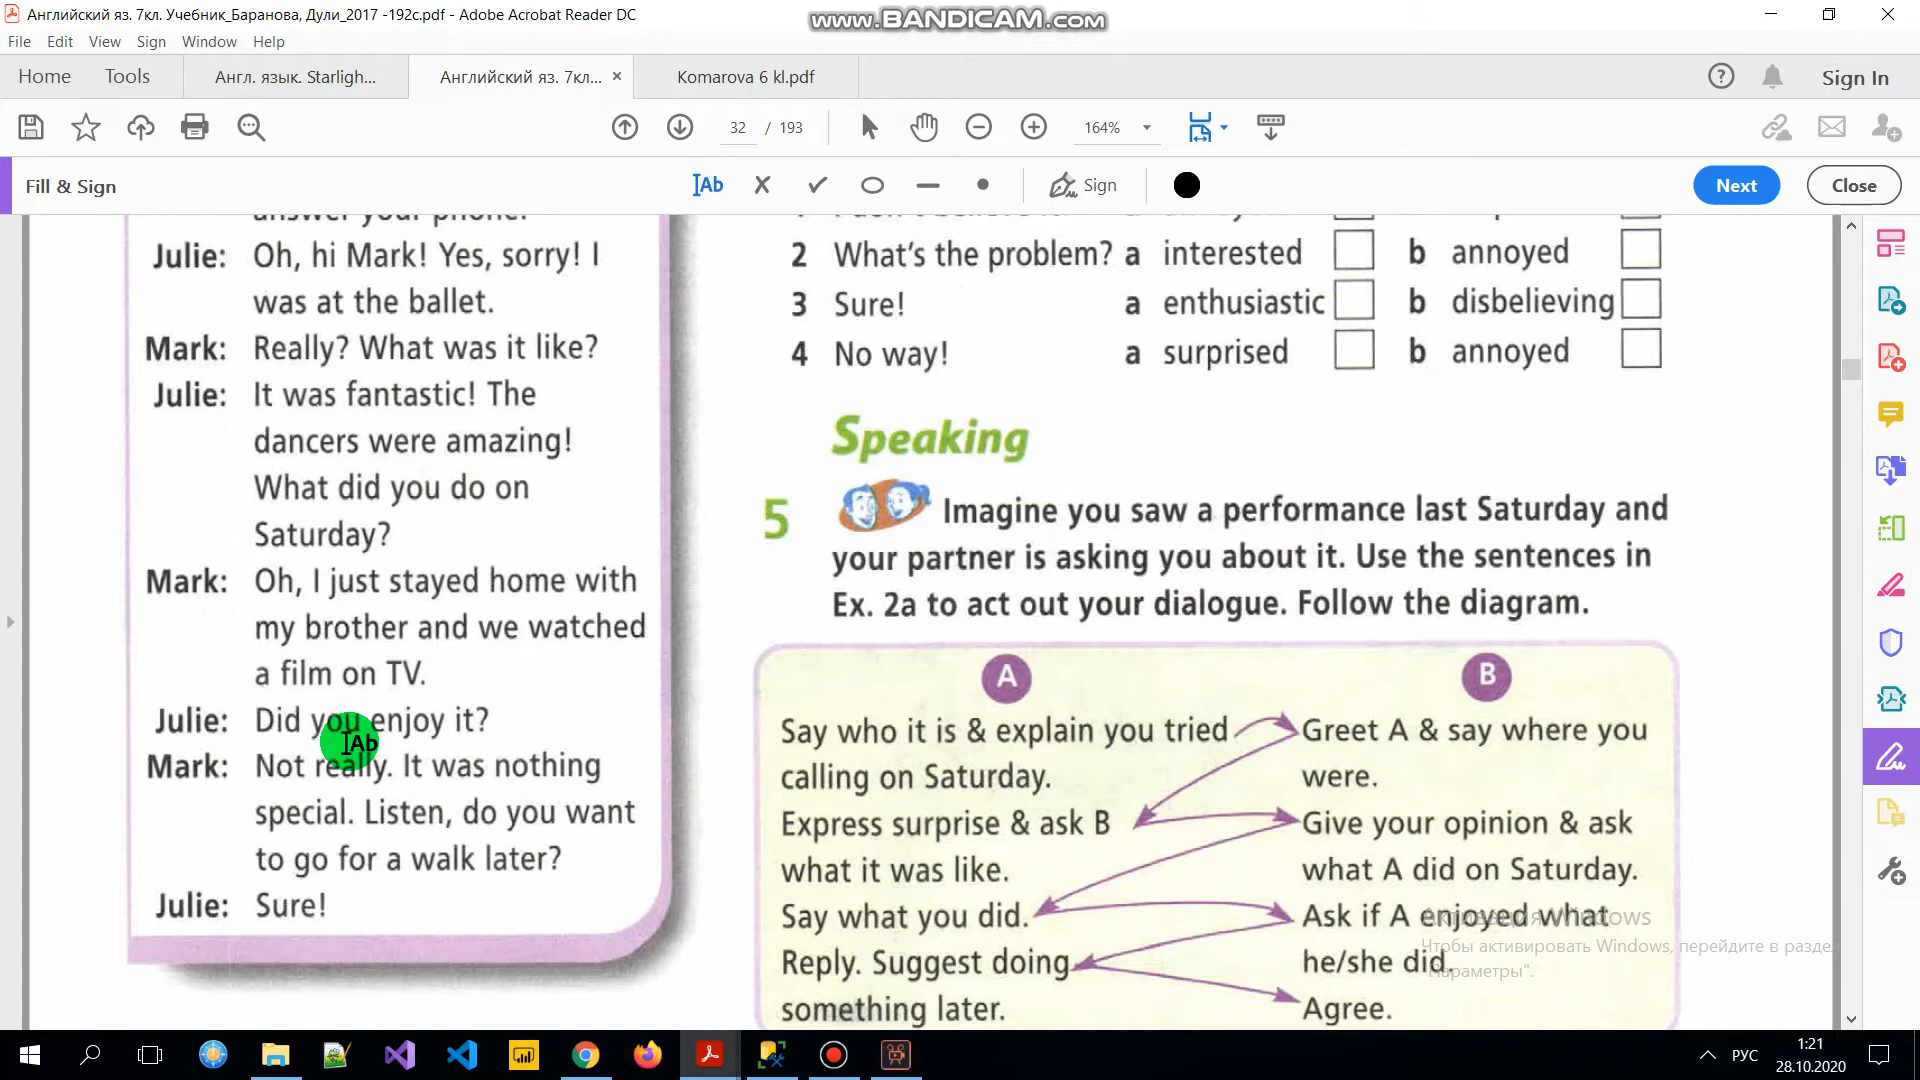 Английский яз. 7кл. Учебник_Баранова, Дули_2017 -192с.pdf - Adobe Acrobat Reader DC
www.BANDICAM.com
File Edit View Sign Window Help
Home Tools Англ. язык. Starligh... Английский яз. 7кл... × Komarova 6 kl.pdf Sign In
32 / 193 164%
Fill & Sign Ab Sign Next Close
answer your phone!
Julie: Oh, hi Mark! Yes, sorry! I
was at the ballet.
Mark: Really? What was it like?
Julie: It was fantastic! The
dancers were amazing!
What did you do on
Saturday?
Mark: Oh, I just stayed home with
my brother and we watched
a film on TV.
Julie: Did you enjoy it?
Ab
Mark: Not really. It was nothing
special. Listen, do you want
to go for a walk later?
Julie: Sure!
2 What's the problem? a interested b annoyed
3 Sure! a enthusiastic b disbelieving
4 No way! a surprised b annoyed
Speaking
5 Imagine you saw a performance last Saturday and
your partner is asking you about it. Use the sentences in
Ex. 2a to act out your dialogue. Follow the diagram.
A
Say who it is & explain you tried
calling on Saturday.
Express surprise & ask B
what it was like.
Say what you did.
Reply. Suggest doing
something later.
B
Greet A & say where you
were.
Give your opinion & ask
what A did on Saturday.
Ask if A enjoyed what
he/she did.
Agree.
Активация Windows
Чтобы активировать Windows, перейдите в раздел
"Параметры".
РУС 1:21
28.10.2020